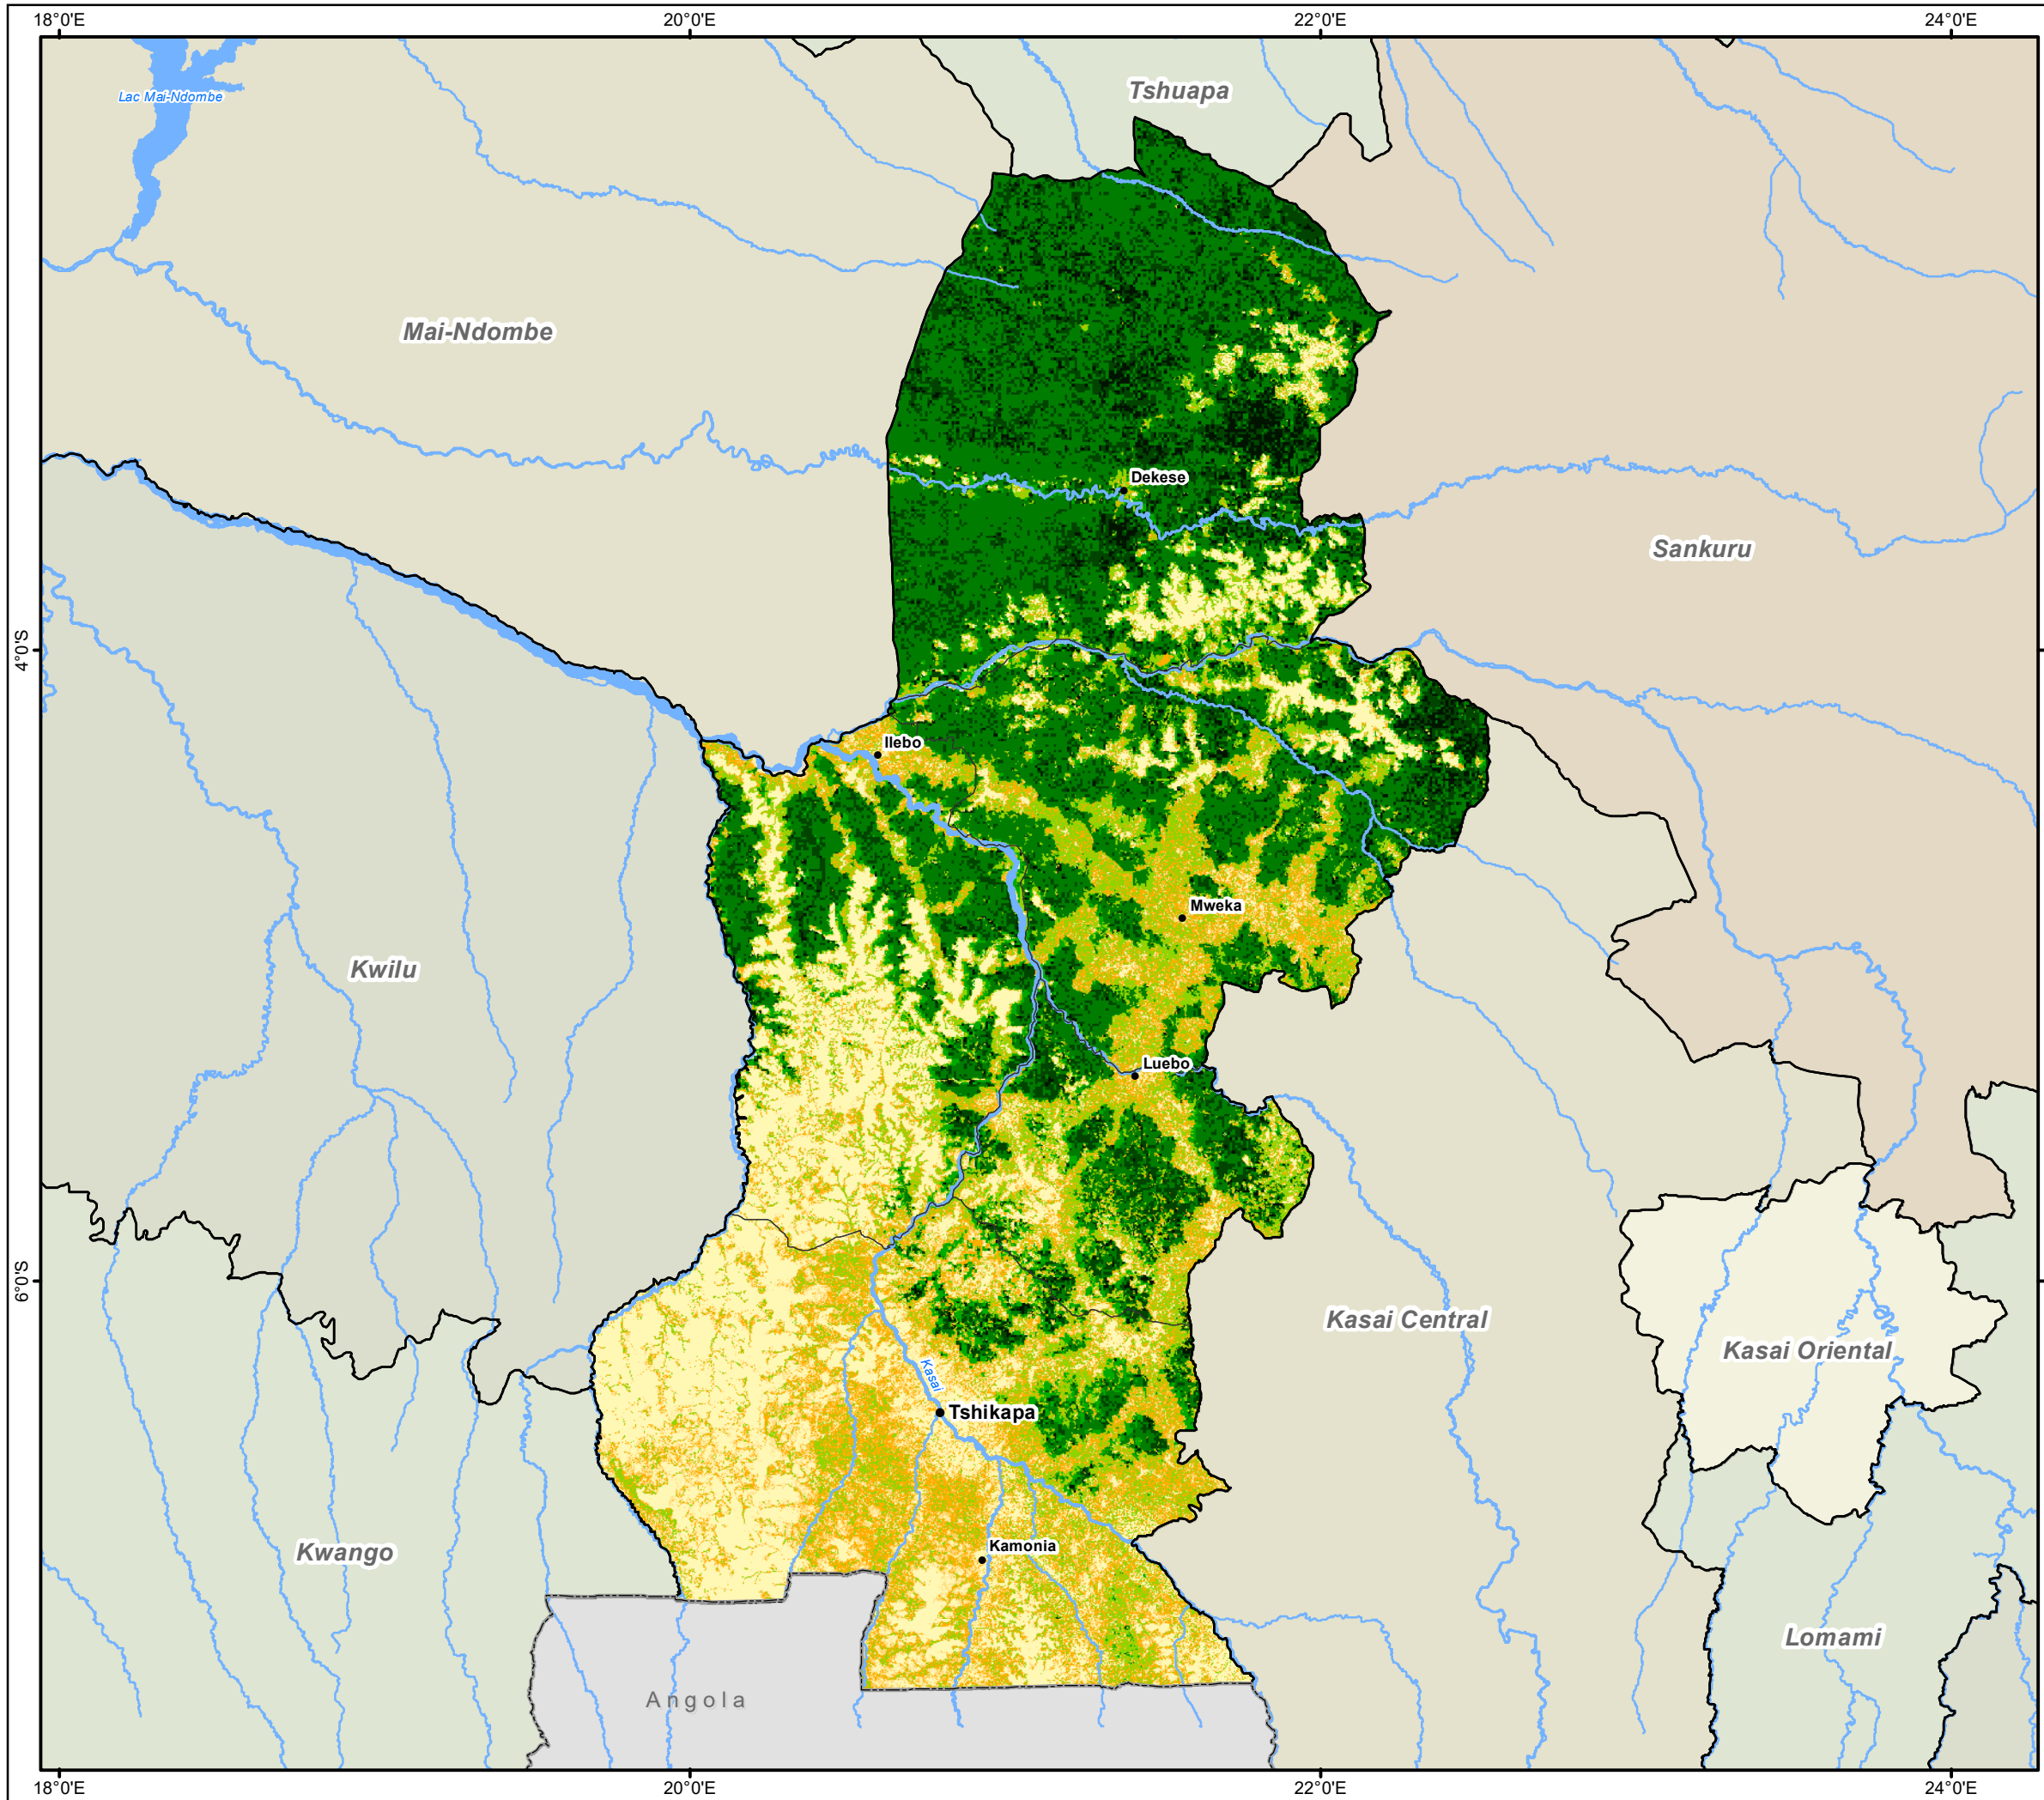 18°0'E
20°0'E
22°0'E
24°0'E
Tshuapa
Lac Mai-Ndombe
Mai-Ndombe
Dekese
Sankuru
4°0'S
Ilebo
Mweka
Kwilu
Luebo
6°0'S
Kasai Central
Kasai Oriental
Kasai
Tshikapa
Kamonia
Kwango
Lomami
Angola
18°0'E
20°0'E
22°0'E
24°0'E